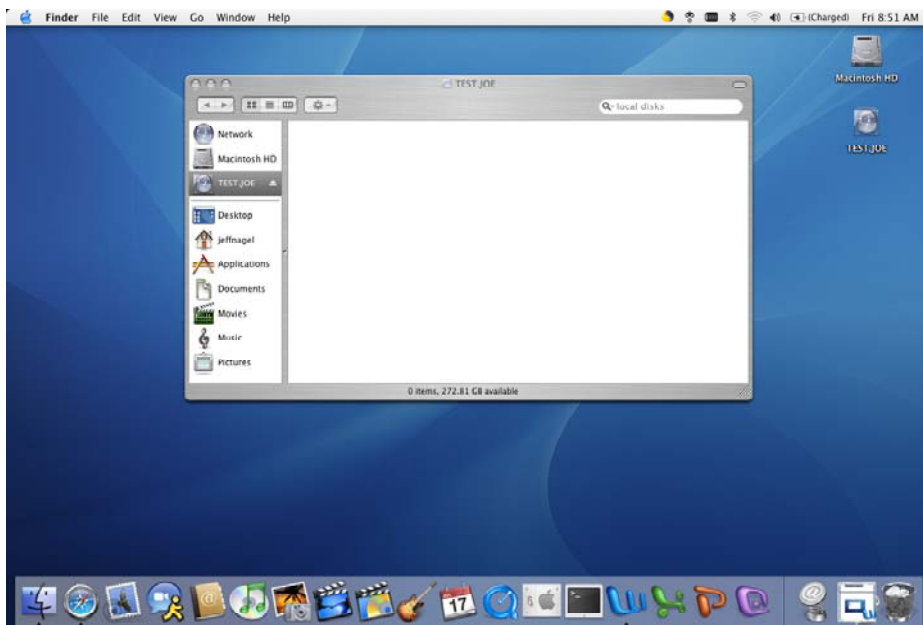 Finder File Edit View Go Window Help
(Charged) Fri 8:51 AM
Macintosh HD
TEST.JOE
TEST.JOE
local disks
Network
Macintosh HD
TEST.JOE
Desktop
jeffnagel
Applications
Documents
Movies
Music
Pictures
0 items, 272.81 GB available
17